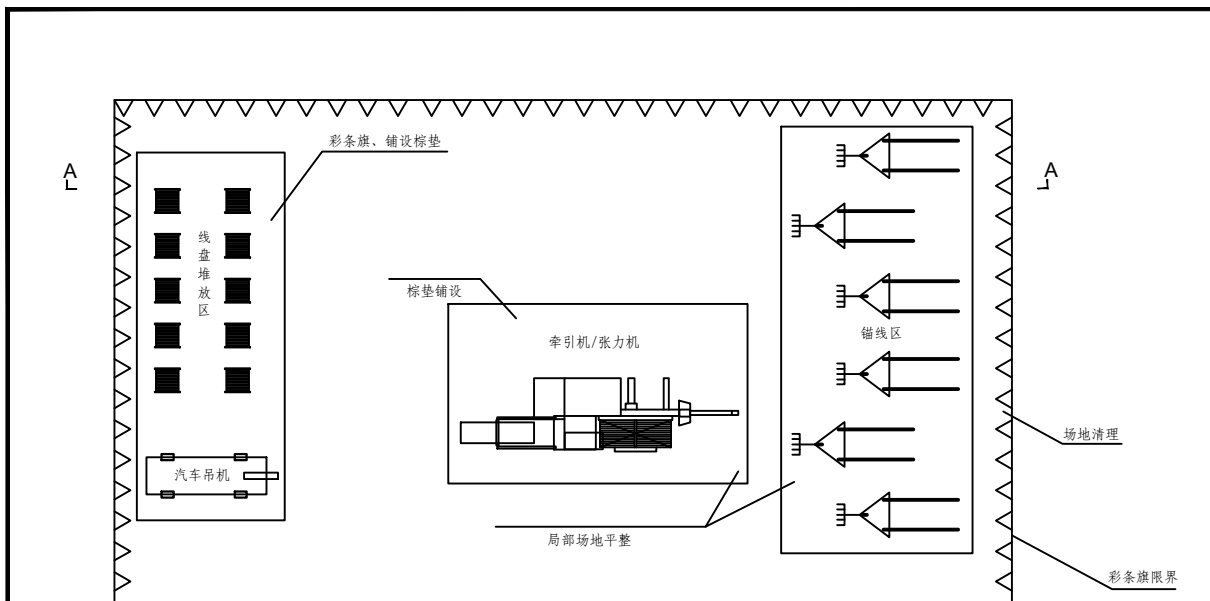 彩条旗、铺设棕垫
A
A
线盘堆放区
棕垫铺设
牵引机/张力机
锚线区
场地清理
汽车吊机
局部场地平整
彩条旗限界